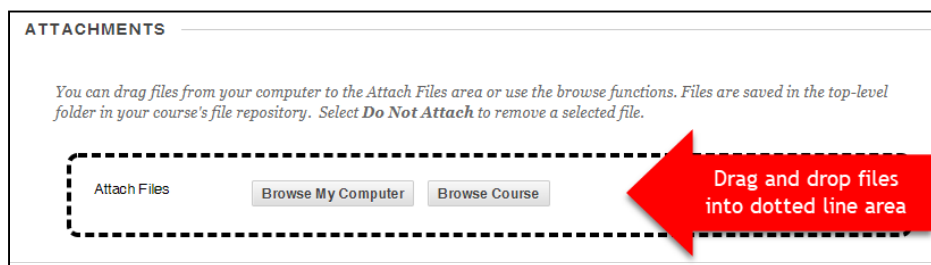 ATTACHMENTS
You can drag files from your computer to the Attach Files area or use the browse functions. Files are saved in the top-level
folder in your course's file repository. Select Do Not Attach to remove a selected file.
Attach Files
Browse My Computer
Browse Course
Drag and drop files
into dotted line area